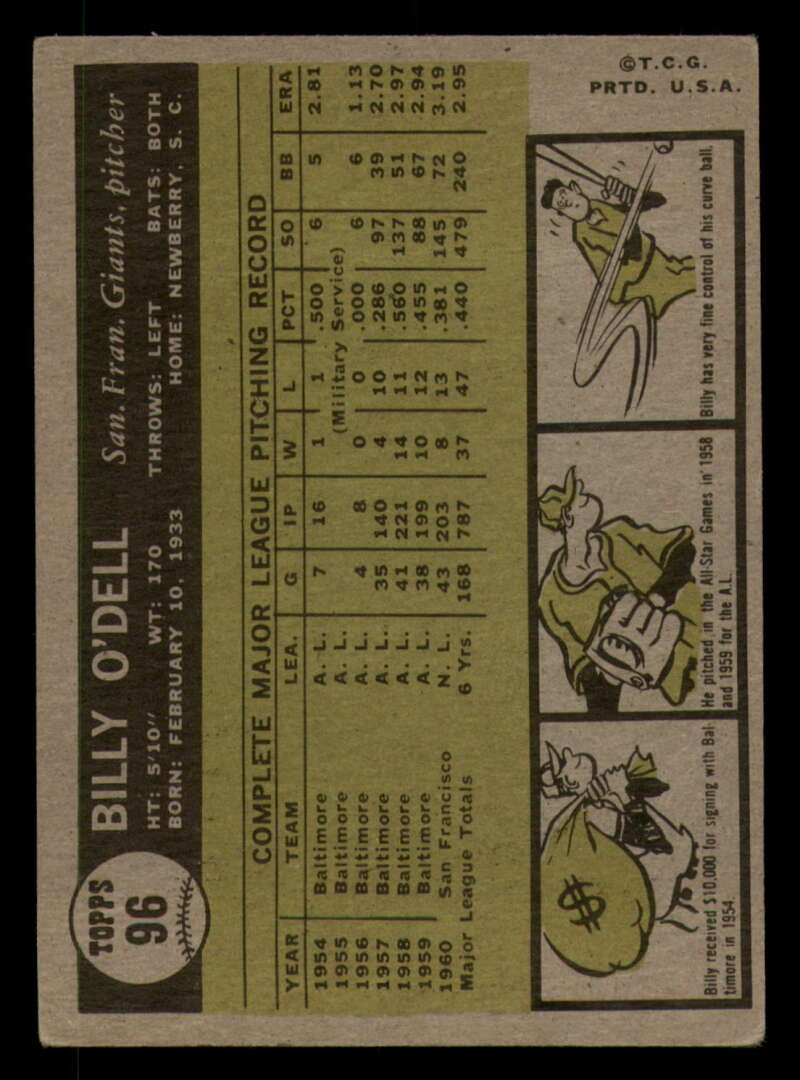 TOPPS
96
BILLY O'DELL San. Fran. Giants, pitcher
HT: 5'10" WT: 170 THROWS: LEFT BATS: BOTH
BORN: FEBRUARY 10, 1933 HOME: NEWBERRY, S. C.
COMPLETE MAJOR LEAGUE PITCHING RECORD
YEAR TEAM LEA. G IP W L PCT SO BB ERA
1954 Baltimore A. L. 7 16 1 1 .500 6 5 2.81
1955 Baltimore A. L. (Military Service)
1956 Baltimore A. L. 4 8 0 0 .000 6 6 1.13
1957 Baltimore A. L. 35 140 4 10 .286 97 39 2.70
1958 Baltimore A. L. 41 221 14 11 .560 137 51 2.97
1959 Baltimore A. L. 38 199 10 12 .455 88 67 2.94
1960 San Francisco N. L. 43 203 8 13 .381 145 72 3.19
Major League Totals 6 Yrs. 168 787 37 47 .440 479 240 2.95
$
Billy received $10,000 for signing with Bal-
timore in 1954.
He pitched in the All-Star Games in 1958
and 1959 for the A.L.
Billy has very fine control of his curve ball.
©T.C.G.
PRTD. U.S.A.